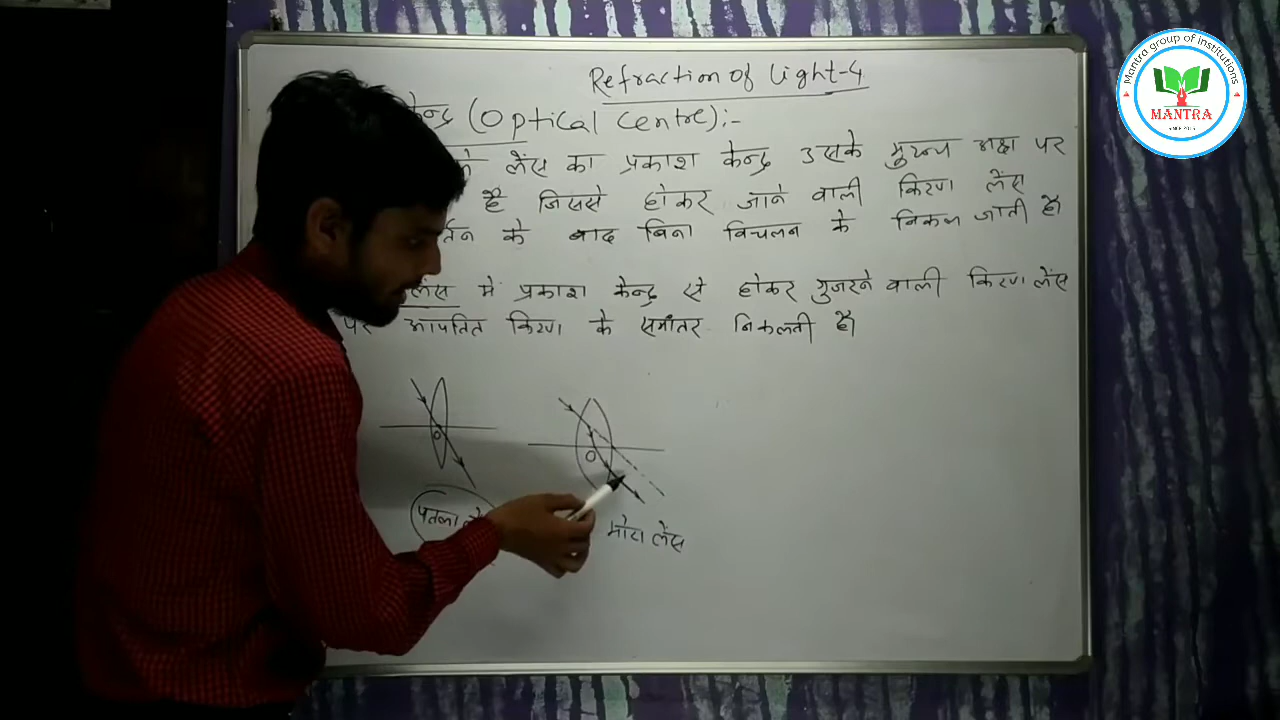 Refraction of light-4
केन्द्र (Optical centre):-
लेंस का प्रकाश केन्द्र उसके मुख्य अक्ष पर
है जिससे होकर जाने वाली किरण लेंस
के बाद बिना विचलन के निकल जाती है।
लेंस में प्रकाश केन्द्र से होकर गुजरने वाली किरण लेंस
पर आपतित किरण के समांतर निकलती है।
O
O
पतला
मोटा लेंस
Mantra group of Institutions
MANTRA